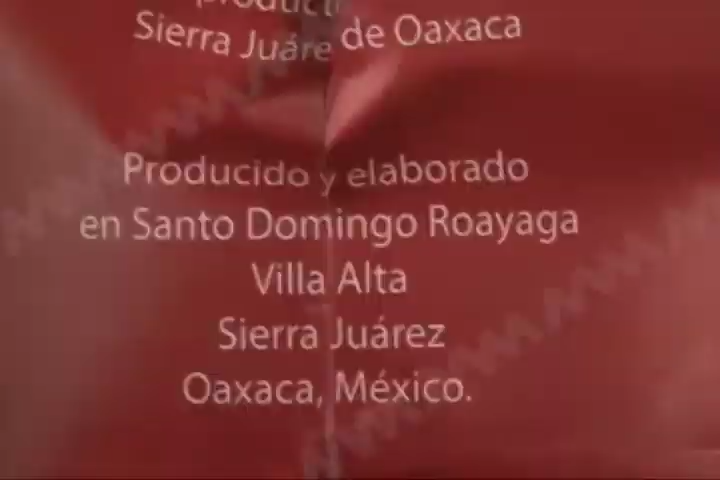 Sierra Juáre de Oaxaca
Producido y elaborado
en Santo Domingo Roayaga
Villa Alta
Sierra Juárez
Oaxaca, México.